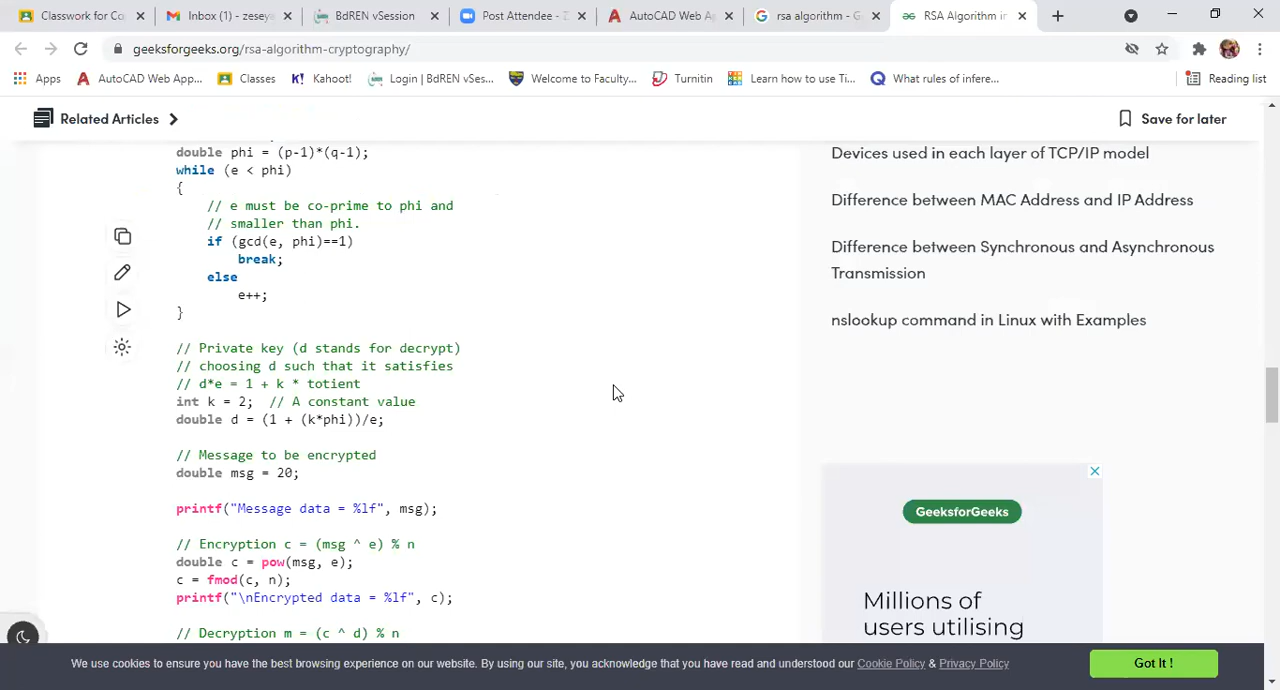 Classwork for Co
Inbox (1) - zeseya
BdREN vSession
Post Attendee - Z
AutoCAD Web A
rsa algorithm - G
RSA Algorithm in
geeksforgeeks.org/rsa-algorithm-cryptography/
Apps
AutoCAD Web App...
Classes
Kahoot!
Login | BdREN vSes...
Welcome to Faculty...
Turnitin
Learn how to use Ti...
What rules of infere...
Reading list
Related Articles
Save for later
double phi = (p-1)*(q-1);
while (e < phi)
{
// e must be co-prime to phi and
// smaller than phi.
if (gcd(e, phi)==1)
break;
else
e++;
}
// Private key (d stands for decrypt)
// choosing d such that it satisfies
// d*e = 1 + k * totient
int k = 2;  // A constant value
double d = (1 + (k*phi))/e;
// Message to be encrypted
double msg = 20;
printf("Message data = %lf", msg);
// Encryption c = (msg ^ e) % n
double c = pow(msg, e);
c = fmod(c, n);
printf("\nEncrypted data = %lf", c);
// Decryption m = (c ^ d) % n
Devices used in each layer of TCP/IP model
Difference between MAC Address and IP Address
Difference between Synchronous and Asynchronous
Transmission
nslookup command in Linux with Examples
GeeksforGeeks
Millions of
users utilising
We use cookies to ensure you have the best browsing experience on our website. By using our site, you acknowledge that you have read and understood our Cookie Policy & Privacy Policy
Got It !